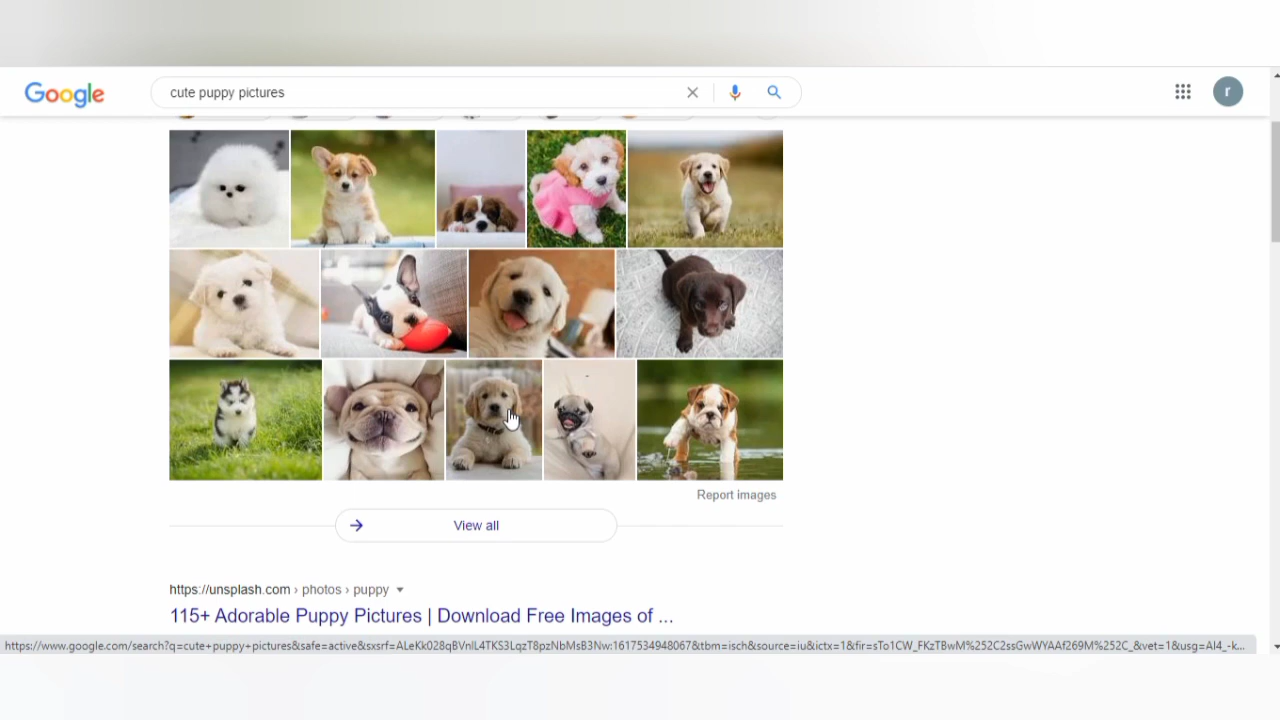 Google
cute puppy pictures
r
Report images
View all
https://unsplash.com › photos › puppy
115+ Adorable Puppy Pictures | Download Free Images of ...
https://www.google.com/search?q=cute+puppy+pictures&safe=active&sxsrf=ALeKk028qBVnlL4TKS3LqzT8pzNbMsB3Nw:1617534948067&tbm=isch&source=iu&ictx=1&fir=sTo1CW_FKzTBwM%252C2ssGwWYAAf269M%252C_&vet=1&usg=AI4_-k...